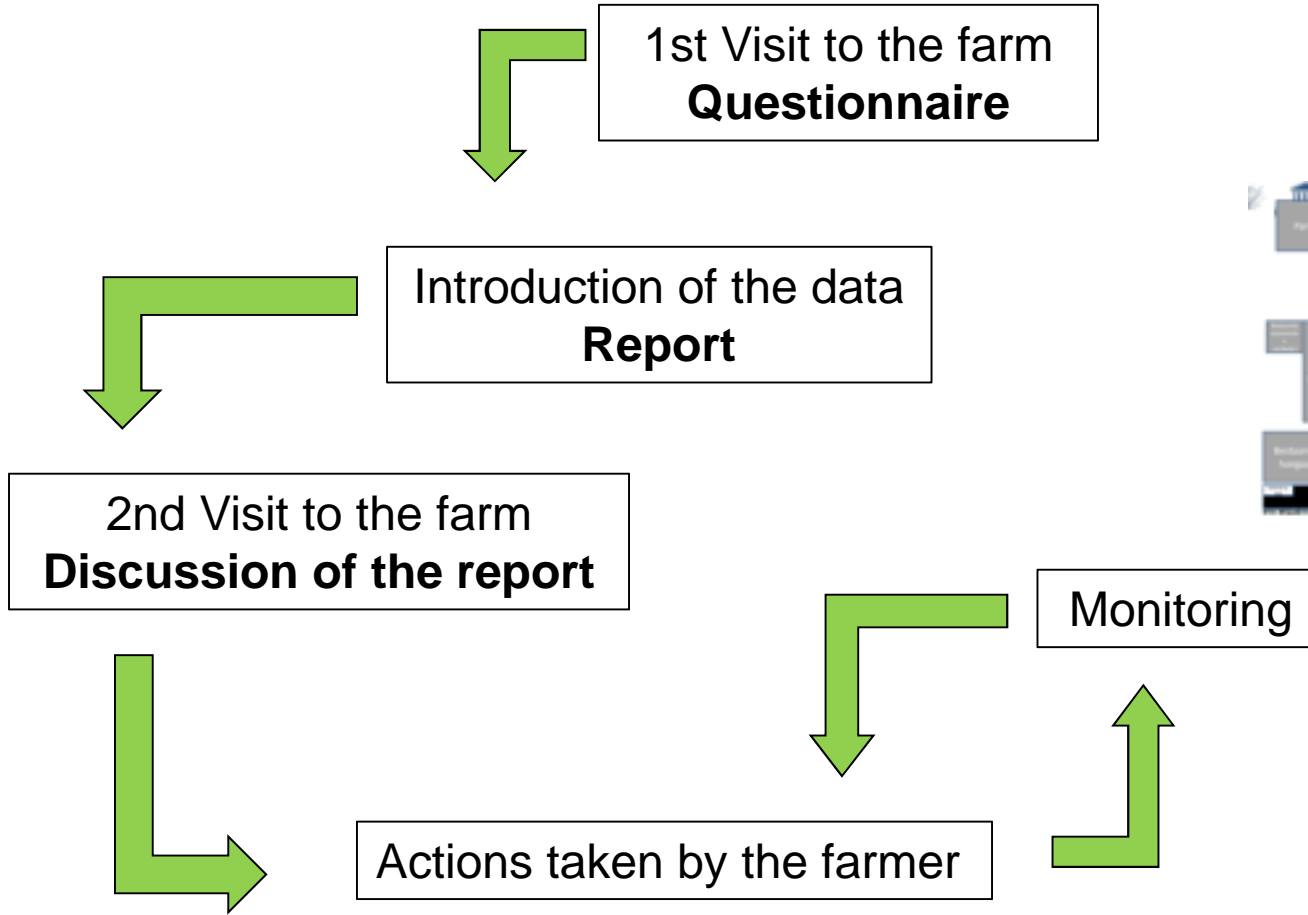 1st Visit to the farm
Questionnaire
Introduction of the data
Report
2nd Visit to the farm
Discussion of the report
Monitoring
Actions taken by the farmer